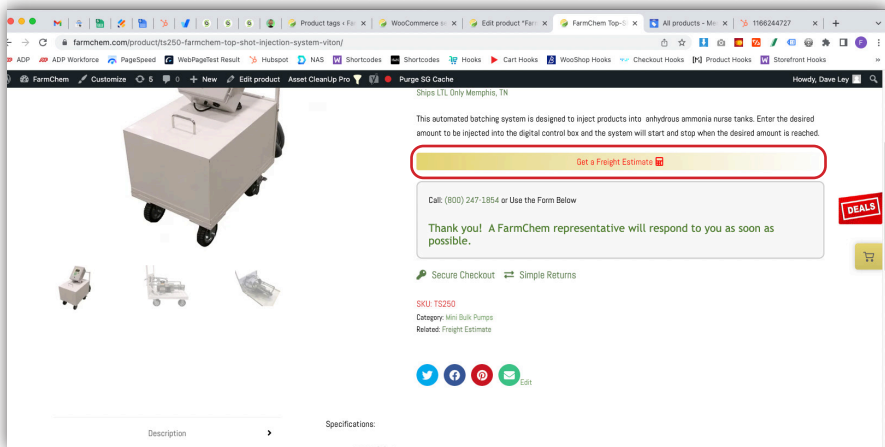 Product tags ‹ Fa
WooCommerce se
Edit product "Farm
FarmChem Top-S
All products - Me
1166244727
farmchem.com/product/ts250-farmchem-top-shot-injection-system-viton/
ADP
ADP Workforce
PageSpeed
WebPageTest Result
Hubspot
NAS
Shortcodes
Shortcodes
Hooks
Cart Hooks
WooShop Hooks
Checkout Hooks
Product Hooks
Storefront Hooks
»
FarmChem
Customize
5
0
+ New
Edit product
Asset CleanUp Pro
Purge SG Cache
Howdy, Dave Ley
Ships LTL Only Memphis, TN
This automated batching system is designed to inject products into anhydrous ammonia nurse tanks. Enter the desired
amount to be injected into the digital control box and the system will start and stop when the desired amount is reached.
Get a Freight Estimate
Call: (800) 247-1854 or Use the Form Below
Thank you! A FarmChem representative will respond to you as soon as
possible.
DEALS
Secure Checkout
Simple Returns
SKU: TS250
Category: Mini Bulk Pumps
Related: Freight Estimate
Edit
Description
Specifications: